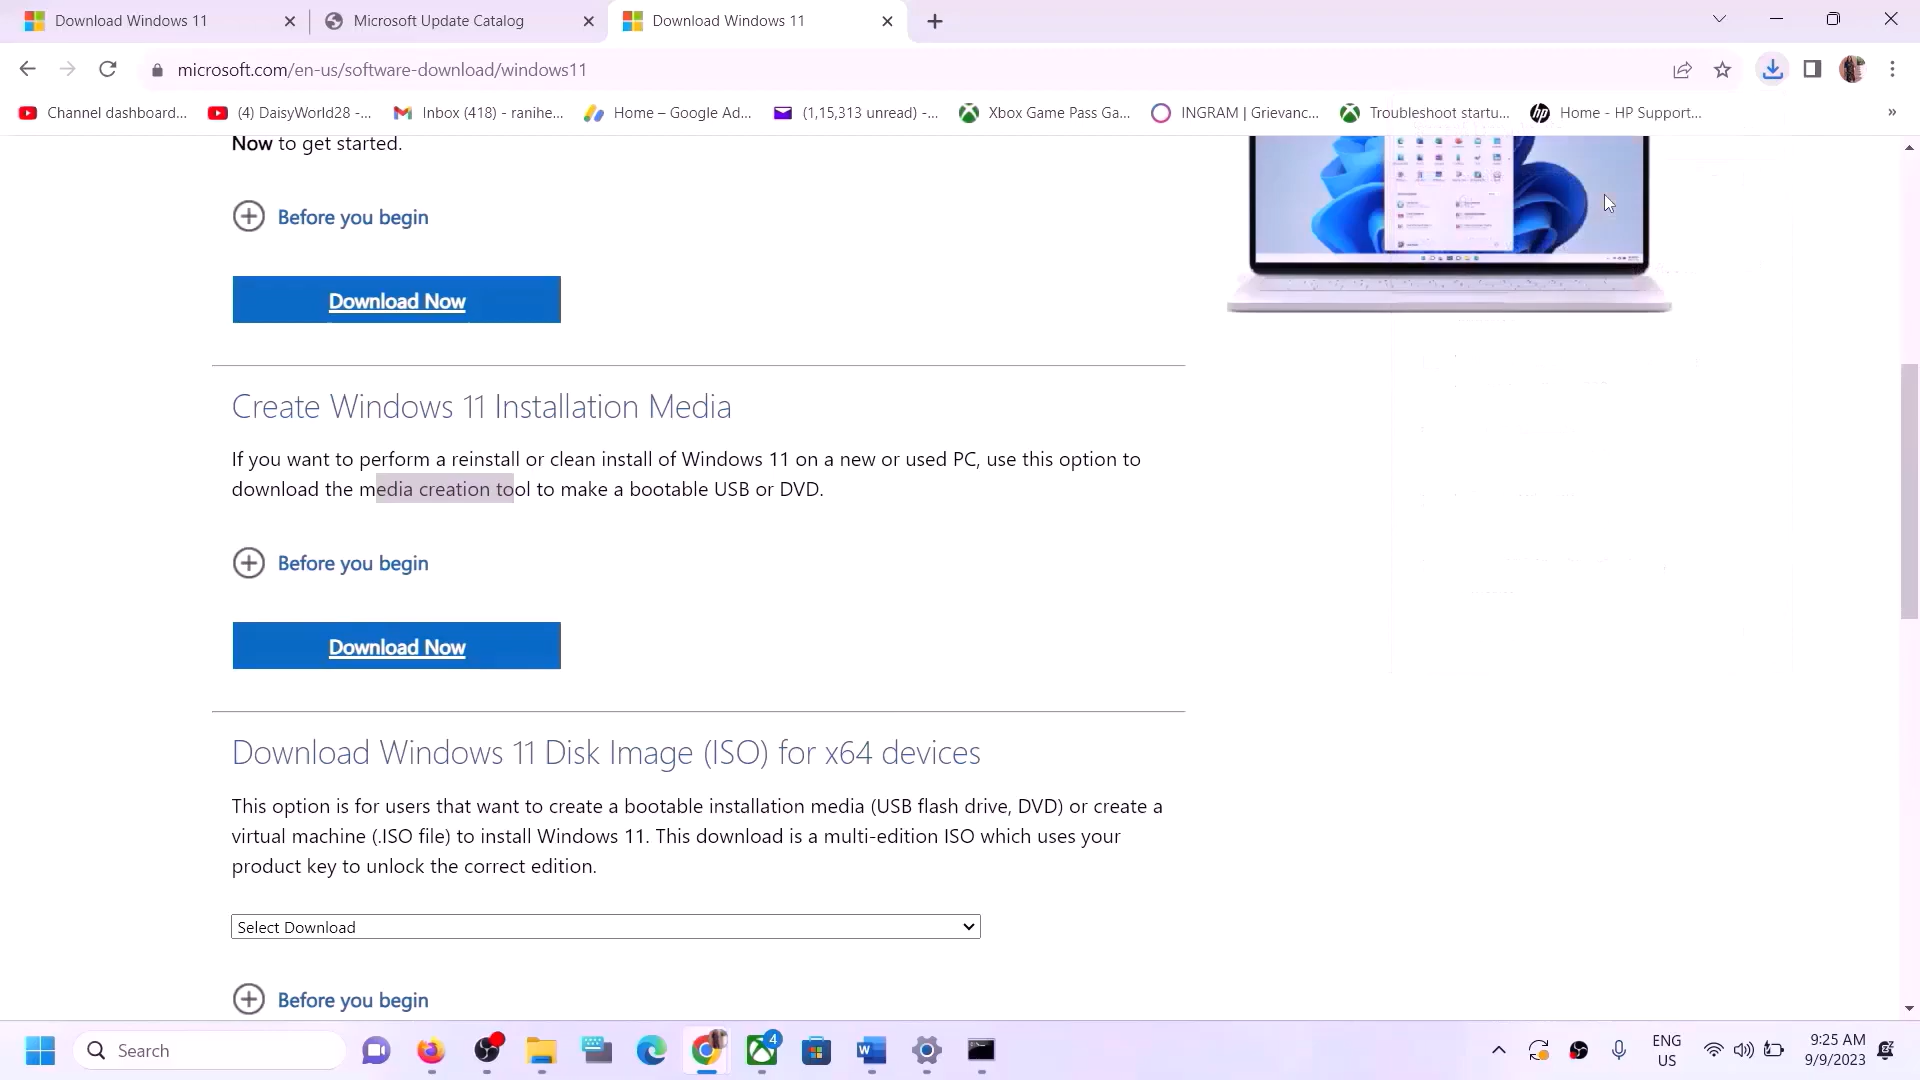 Download Windows 11
Microsoft Update Catalog
Download Windows 11
microsoft.com/en-us/software-download/windows11
Channel dashboard...
(4) DaisyWorld28 -...
Inbox (418) - ranihe...
Home – Google Ad...
(1,15,313 unread) -...
Xbox Game Pass Ga...
INGRAM | Grievanc...
Troubleshoot startu...
Home - HP Support...
»
Now to get started.
Before you begin
Download Now
Create Windows 11 Installation Media
If you want to perform a reinstall or clean install of Windows 11 on a new or used PC, use this option to
download the media creation tool to make a bootable USB or DVD.
Before you begin
Download Now
Download Windows 11 Disk Image (ISO) for x64 devices
This option is for users that want to create a bootable installation media (USB flash drive, DVD) or create a
virtual machine (.ISO file) to install Windows 11. This download is a multi-edition ISO which uses your
product key to unlock the correct edition.
Select Download
Before you begin
Search
4
ENG
US
9:25 AM
9/9/2023